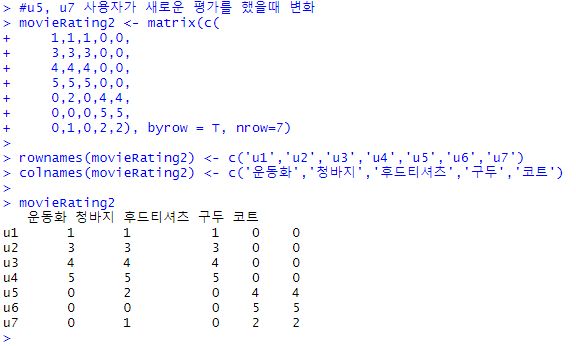 > #u5, u7 사용자가 새로운 평가를 했을때 변화
> movieRating2 <- matrix(c(
+     1,1,1,0,0,
+     3,3,3,0,0,
+     4,4,4,0,0,
+     5,5,5,0,0,
+     0,2,0,4,4,
+     0,0,0,5,5,
+     0,1,0,2,2), byrow = T, nrow=7)
>
> rownames(movieRating2) <- c('u1','u2','u3','u4','u5','u6','u7')
> colnames(movieRating2) <- c('운동화','청바지','후드티셔츠','구두','코트')
>
> movieRating2
   운동화 청바지 후드티셔츠 구두 코트
u1      1      1          1    0    0
u2      3      3          3    0    0
u3      4      4          4    0    0
u4      5      5          5    0    0
u5      0      2          0    4    4
u6      0      0          0    5    5
u7      0      1          0    2    2
>